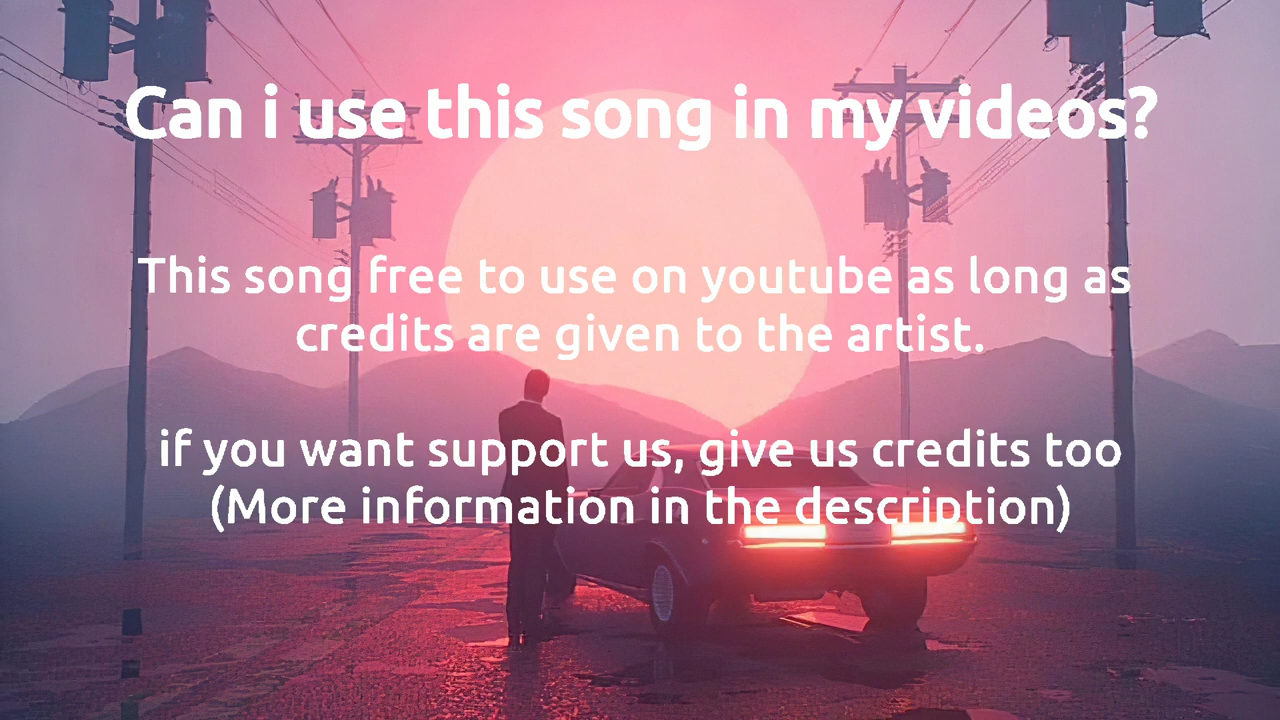 Can i use this song in my videos?
This song free to use on youtube as long as
credits are given to the artist.
if you want support us, give us credits too
(More information in the description)